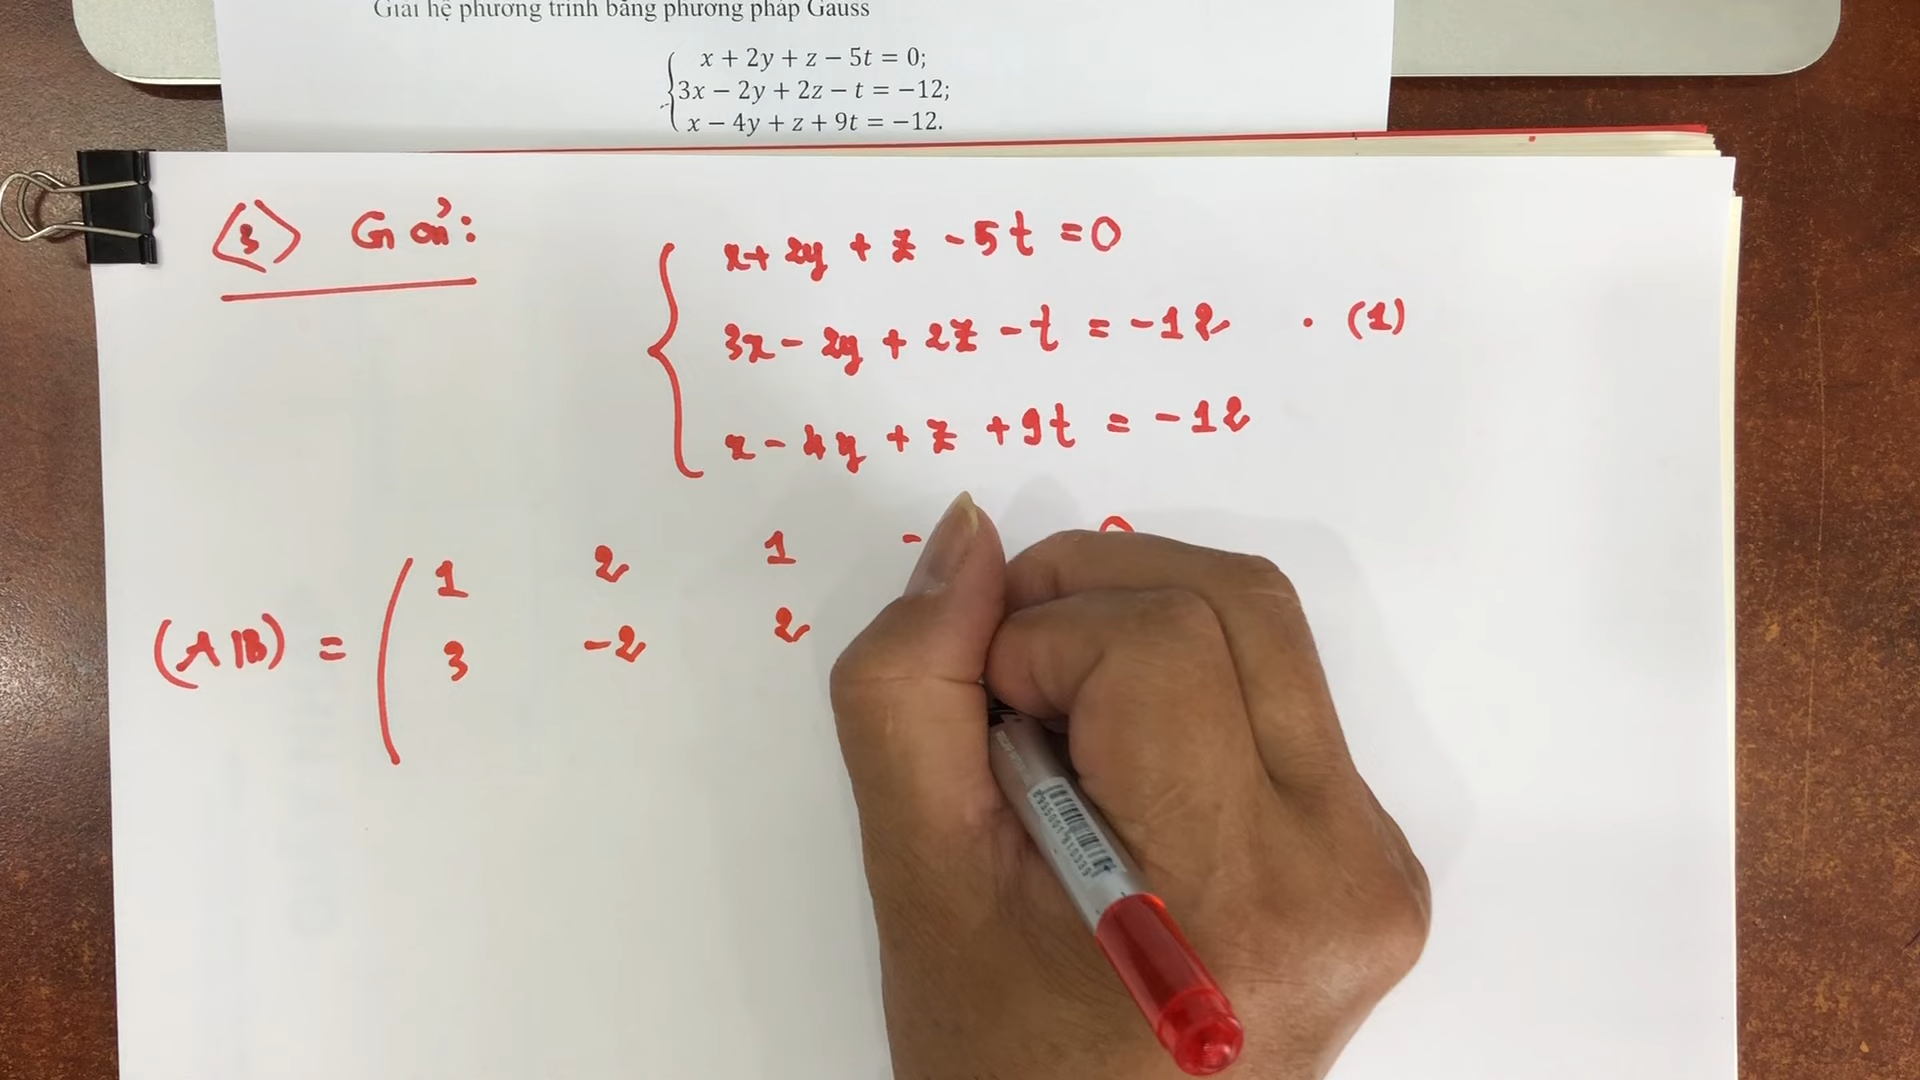 Giải hệ phương trình bằng phương pháp Gauss
x + 2y + z − 5t = 0;
3x − 2y + 2z − t = −12;
x − 4y + z + 9t = −12.
⟨3⟩ Giải:
x + 2y + z - 5t = 0
3x - 2y + 2z - t = -12 . (1)
x - 4y + z + 9t = -12
1 2 1 -
(A|B) = ( 3 -2 2